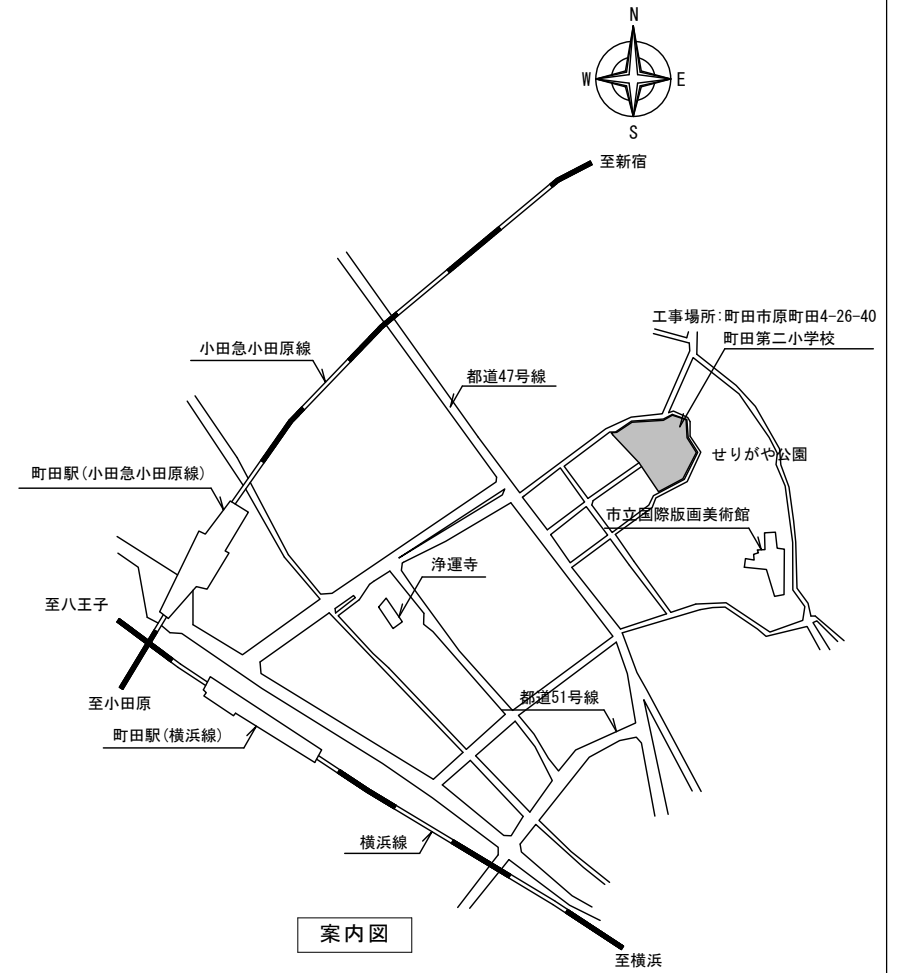 N
W
E
S
至新宿
工事場所:町田市原町田4-26-40
町田第二小学校
小田急小田原線
都道47号線
せりがや公園
町田駅(小田急小田原線)
市立国際版画美術館
浄運寺
至八王子
至小田原
都道51号線
町田駅(横浜線)
横浜線
案内図
至横浜